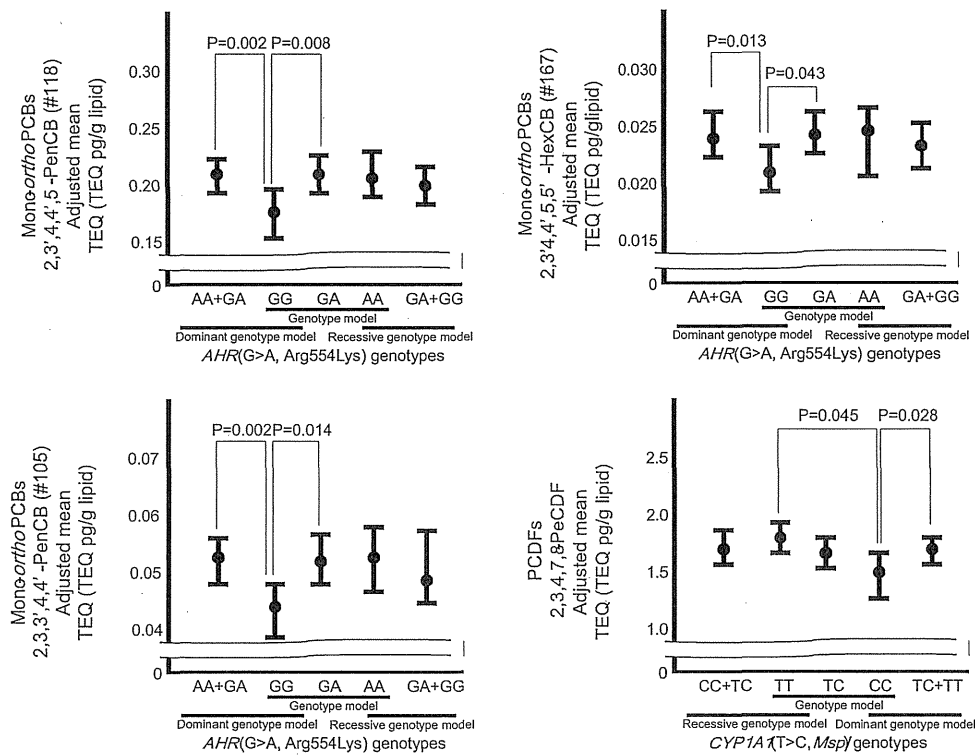 Mono-ortho PCBs
2,3',4,4',5-PenCB (#118)
Adjusted mean
TEQ (TEQ pg/g lipid)
P=0.002 P=0.008
0.30
0.25
0.20
0.15
0
AA+GA GG GA AA GA+GG
Genotype model
Dominant genotype model Recessive genotype model
AHR(G>A, Arg554Lys) genotypes
Mono-ortho PCBs
2,3'4,4',5,5' -HexCB (#167)
Adjusted mean
TEQ (TEQ pg/glipid)
P=0.013
P=0.043
0.030
0.025
0.020
0.015
0
AA+GA GG GA AA GA+GG
Genotype model
Dominant genotype model Recessive genotype model
AHR(G>A, Arg554Lys) genotypes
Mono-ortho PCBs
2,3,3',4,4' -PenCB (#105)
Adjusted mean
TEQ (TEQ pg/g lipid)
P=0.002 P=0.014
0.07
0.06
0.05
0.04
0
AA+GA GG GA AA GA+GG
Genotype model
Dominant genotype model Recessive genotype model
AHR(G>A, Arg554Lys) genotypes
PCDFs
2,3,4,7,8-PeCDF
Adjusted mean
TEQ (TEQ pg/g lipid)
P=0.045 P=0.028
2.5
2.0
1.5
1.0
0
CC+TC TT TC CC TC+TT
Genotype model
Recessive genotype model Dominant genotype model
CYP1A1(T>C, MspI) genotypes